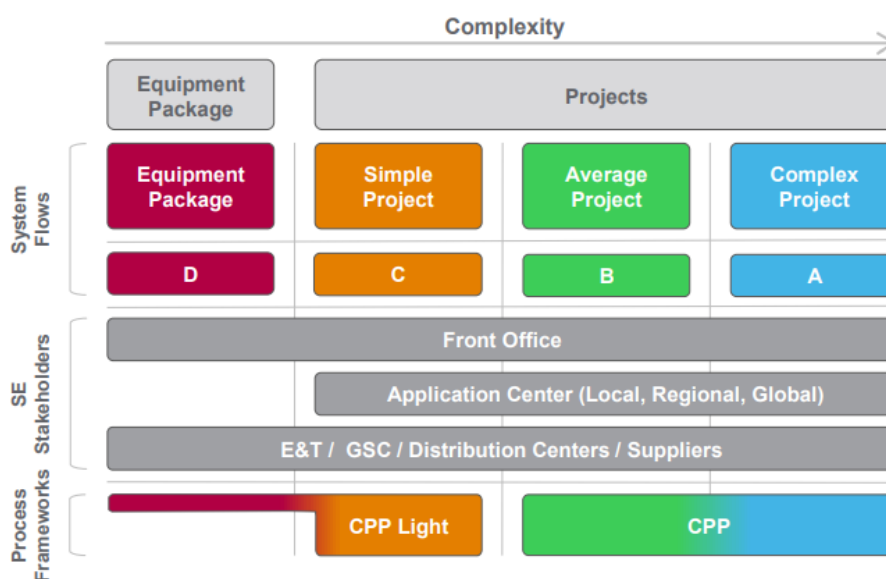 Complexity
Equipment
Package
Projects
System
Flows
Equipment
Package
Simple
Project
Average
Project
Complex
Project
D
C
B
A
SE
Stakeholders
Front Office
Application Center (Local, Regional, Global)
E&T / GSC / Distribution Centers / Suppliers
Process
Frameworks
CPP Light
CPP